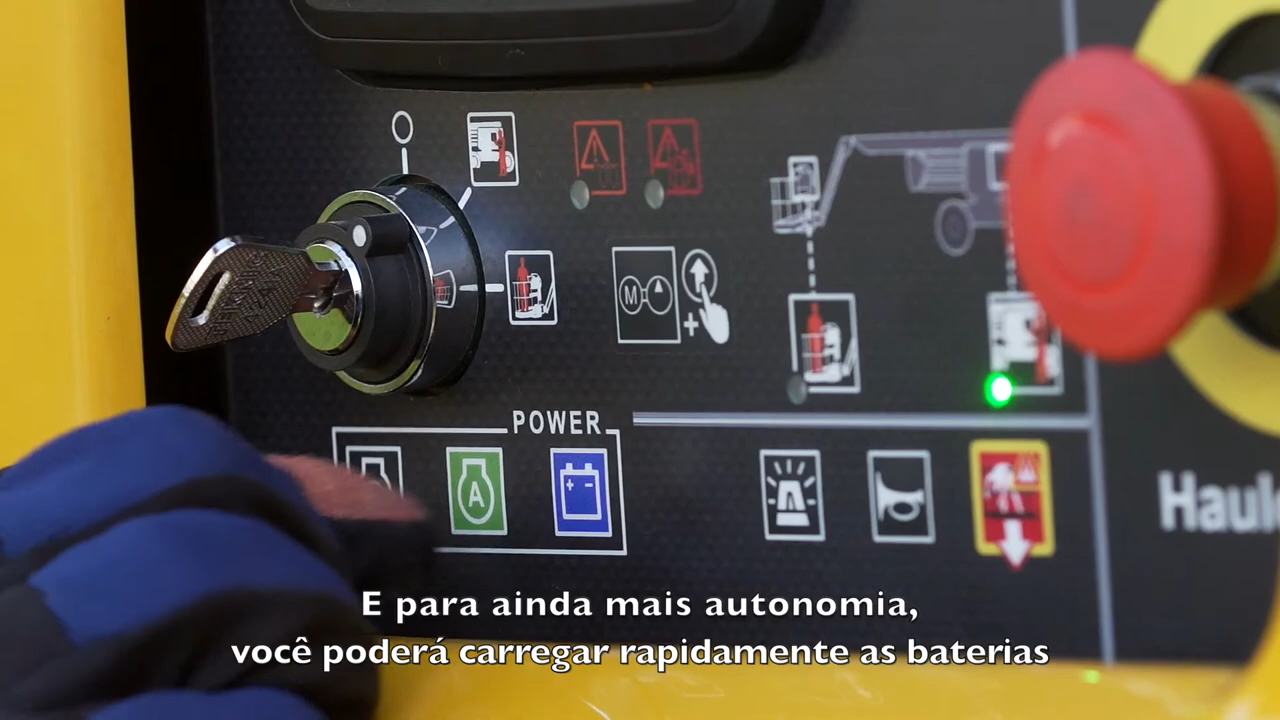 M
+
POWER
A
+ -
Haul
E para ainda mais autonomia,
você poderá carregar rapidamente as baterias